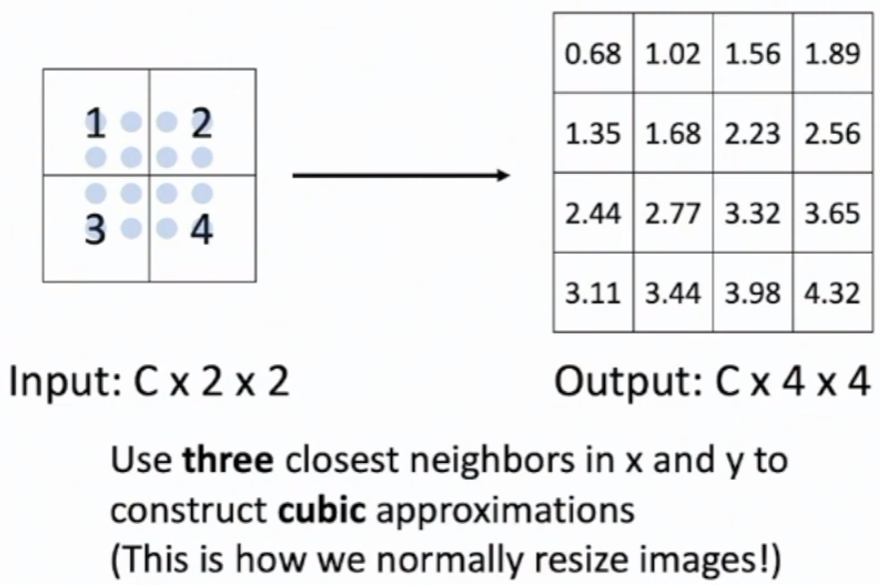 1 2
3 4
0.68 1.02 1.56 1.89
1.35 1.68 2.23 2.56
2.44 2.77 3.32 3.65
3.11 3.44 3.98 4.32
Input: C x 2 x 2
Output: C x 4 x 4
Use three closest neighbors in x and y to
construct cubic approximations
(This is how we normally resize images!)